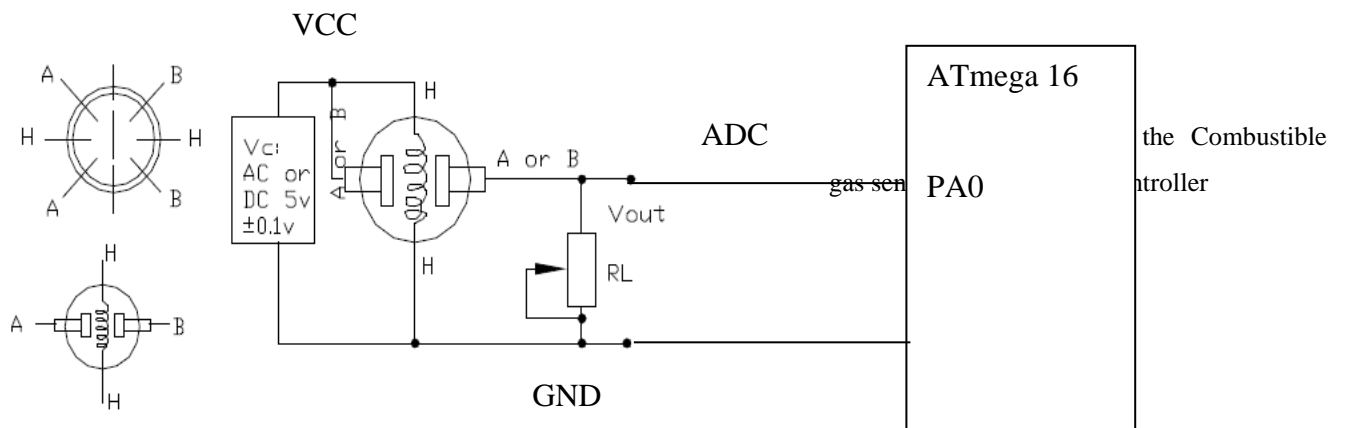 VCC
ATmega 16
A
B
H
H
A
B
H
A or B
Vc:
AC or
DC 5v
±0.1v
A or B
ADC
the Combustible
gas sen
PA0
ntroller
Vout
H
RL
H
A
B
H
GND